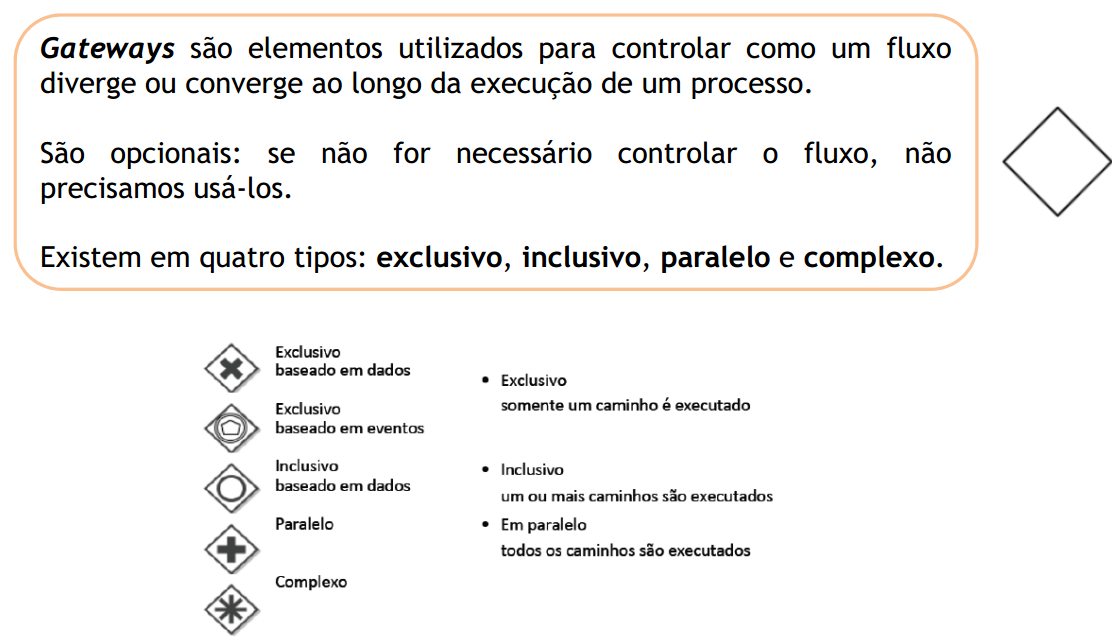 Gateways são elementos utilizados para controlar como um fluxo
diverge ou converge ao longo da execução de um processo.
São opcionais: se não for necessário controlar o fluxo, não
precisamos usá-los.
Existem em quatro tipos: exclusivo, inclusivo, paralelo e complexo.
Exclusivo
baseado em dados
Exclusivo
baseado em eventos
Inclusivo
baseado em dados
Paralelo
Complexo
• Exclusivo
somente um caminho é executado
• Inclusivo
um ou mais caminhos são executados
• Em paralelo
todos os caminhos são executados